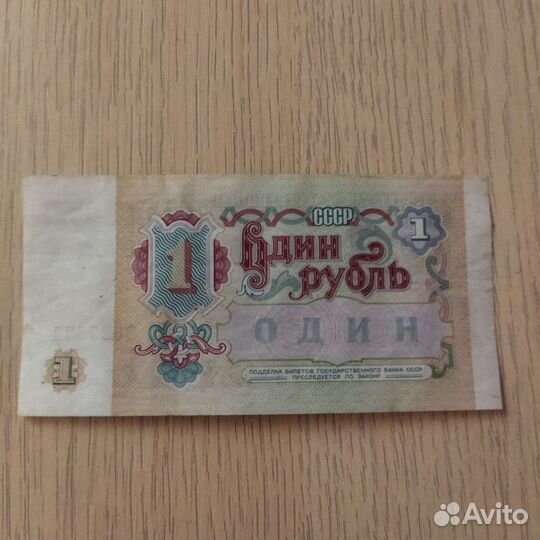 СССР
1
1
Один
рубль
ОДИН
1
ПОДДЕЛКА БИЛЕТОВ ГОСУДАРСТВЕННОГО БАНКА СССР
ПРЕСЛЕДУЕТСЯ ПО ЗАКОНУ
Avito